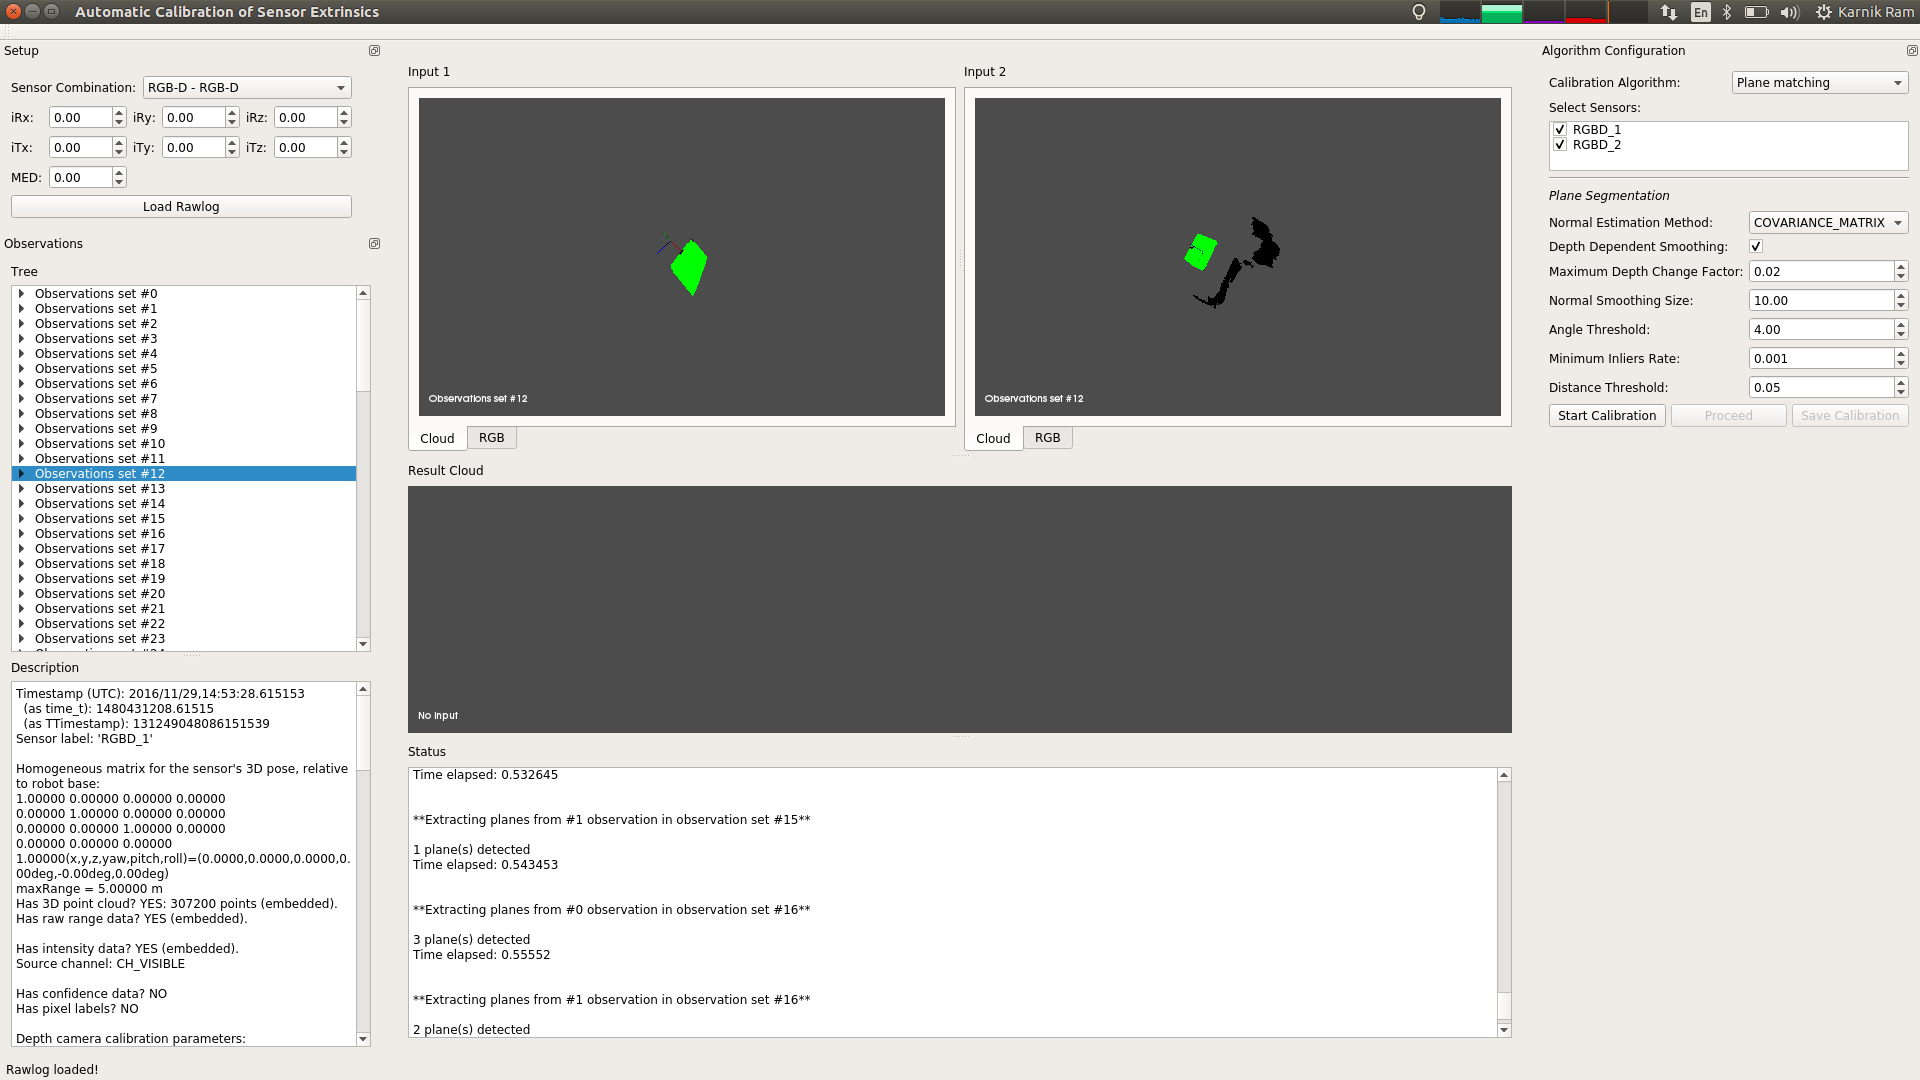 Automatic Calibration of Sensor Extrinsics
En
Karnik Ram
Setup
Sensor Combination: RGB-D - RGB-D
iRx: 0.00 iRy: 0.00 iRz: 0.00
iTx: 0.00 iTy: 0.00 iTz: 0.00
MED: 0.00
Load Rawlog
Observations
Tree
Observations set #0
Observations set #1
Observations set #2
Observations set #3
Observations set #4
Observations set #5
Observations set #6
Observations set #7
Observations set #8
Observations set #9
Observations set #10
Observations set #11
Observations set #12
Observations set #13
Observations set #14
Observations set #15
Observations set #16
Observations set #17
Observations set #18
Observations set #19
Observations set #20
Observations set #21
Observations set #22
Observations set #23
Description
Timestamp (UTC): 2016/11/29,14:53:28.615153
(as time_t): 1480431208.61515
(as TTimestamp): 131249048086151539
Sensor label: 'RGBD_1'
Homogeneous matrix for the sensor's 3D pose, relative
to robot base:
1.00000 0.00000 0.00000 0.00000
0.00000 1.00000 0.00000 0.00000
0.00000 0.00000 1.00000 0.00000
0.00000 0.00000 0.00000
1.00000(x,y,z,yaw,pitch,roll)=(0.0000,0.0000,0.0000,0.
00deg,-0.00deg,0.00deg)
maxRange = 5.00000 m
Has 3D point cloud? YES: 307200 points (embedded).
Has raw range data? YES (embedded).
Has intensity data? YES (embedded).
Source channel: CH_VISIBLE
Has confidence data? NO
Has pixel labels? NO
Depth camera calibration parameters:
Rawlog loaded!
Input 1
Observations set #12
Cloud RGB
Input 2
Observations set #12
Cloud RGB
Result Cloud
No Input
Status
Time elapsed: 0.532645
**Extracting planes from #1 observation in observation set #15**
1 plane(s) detected
Time elapsed: 0.543453
**Extracting planes from #0 observation in observation set #16**
3 plane(s) detected
Time elapsed: 0.55552
**Extracting planes from #1 observation in observation set #16**
2 plane(s) detected
Algorithm Configuration
Calibration Algorithm: Plane matching
Select Sensors:
RGBD_1
RGBD_2
Plane Segmentation
Normal Estimation Method: COVARIANCE_MATRIX
Depth Dependent Smoothing:
Maximum Depth Change Factor: 0.02
Normal Smoothing Size: 10.00
Angle Threshold: 4.00
Minimum Inliers Rate: 0.001
Distance Threshold: 0.05
Start Calibration Proceed Save Calibration